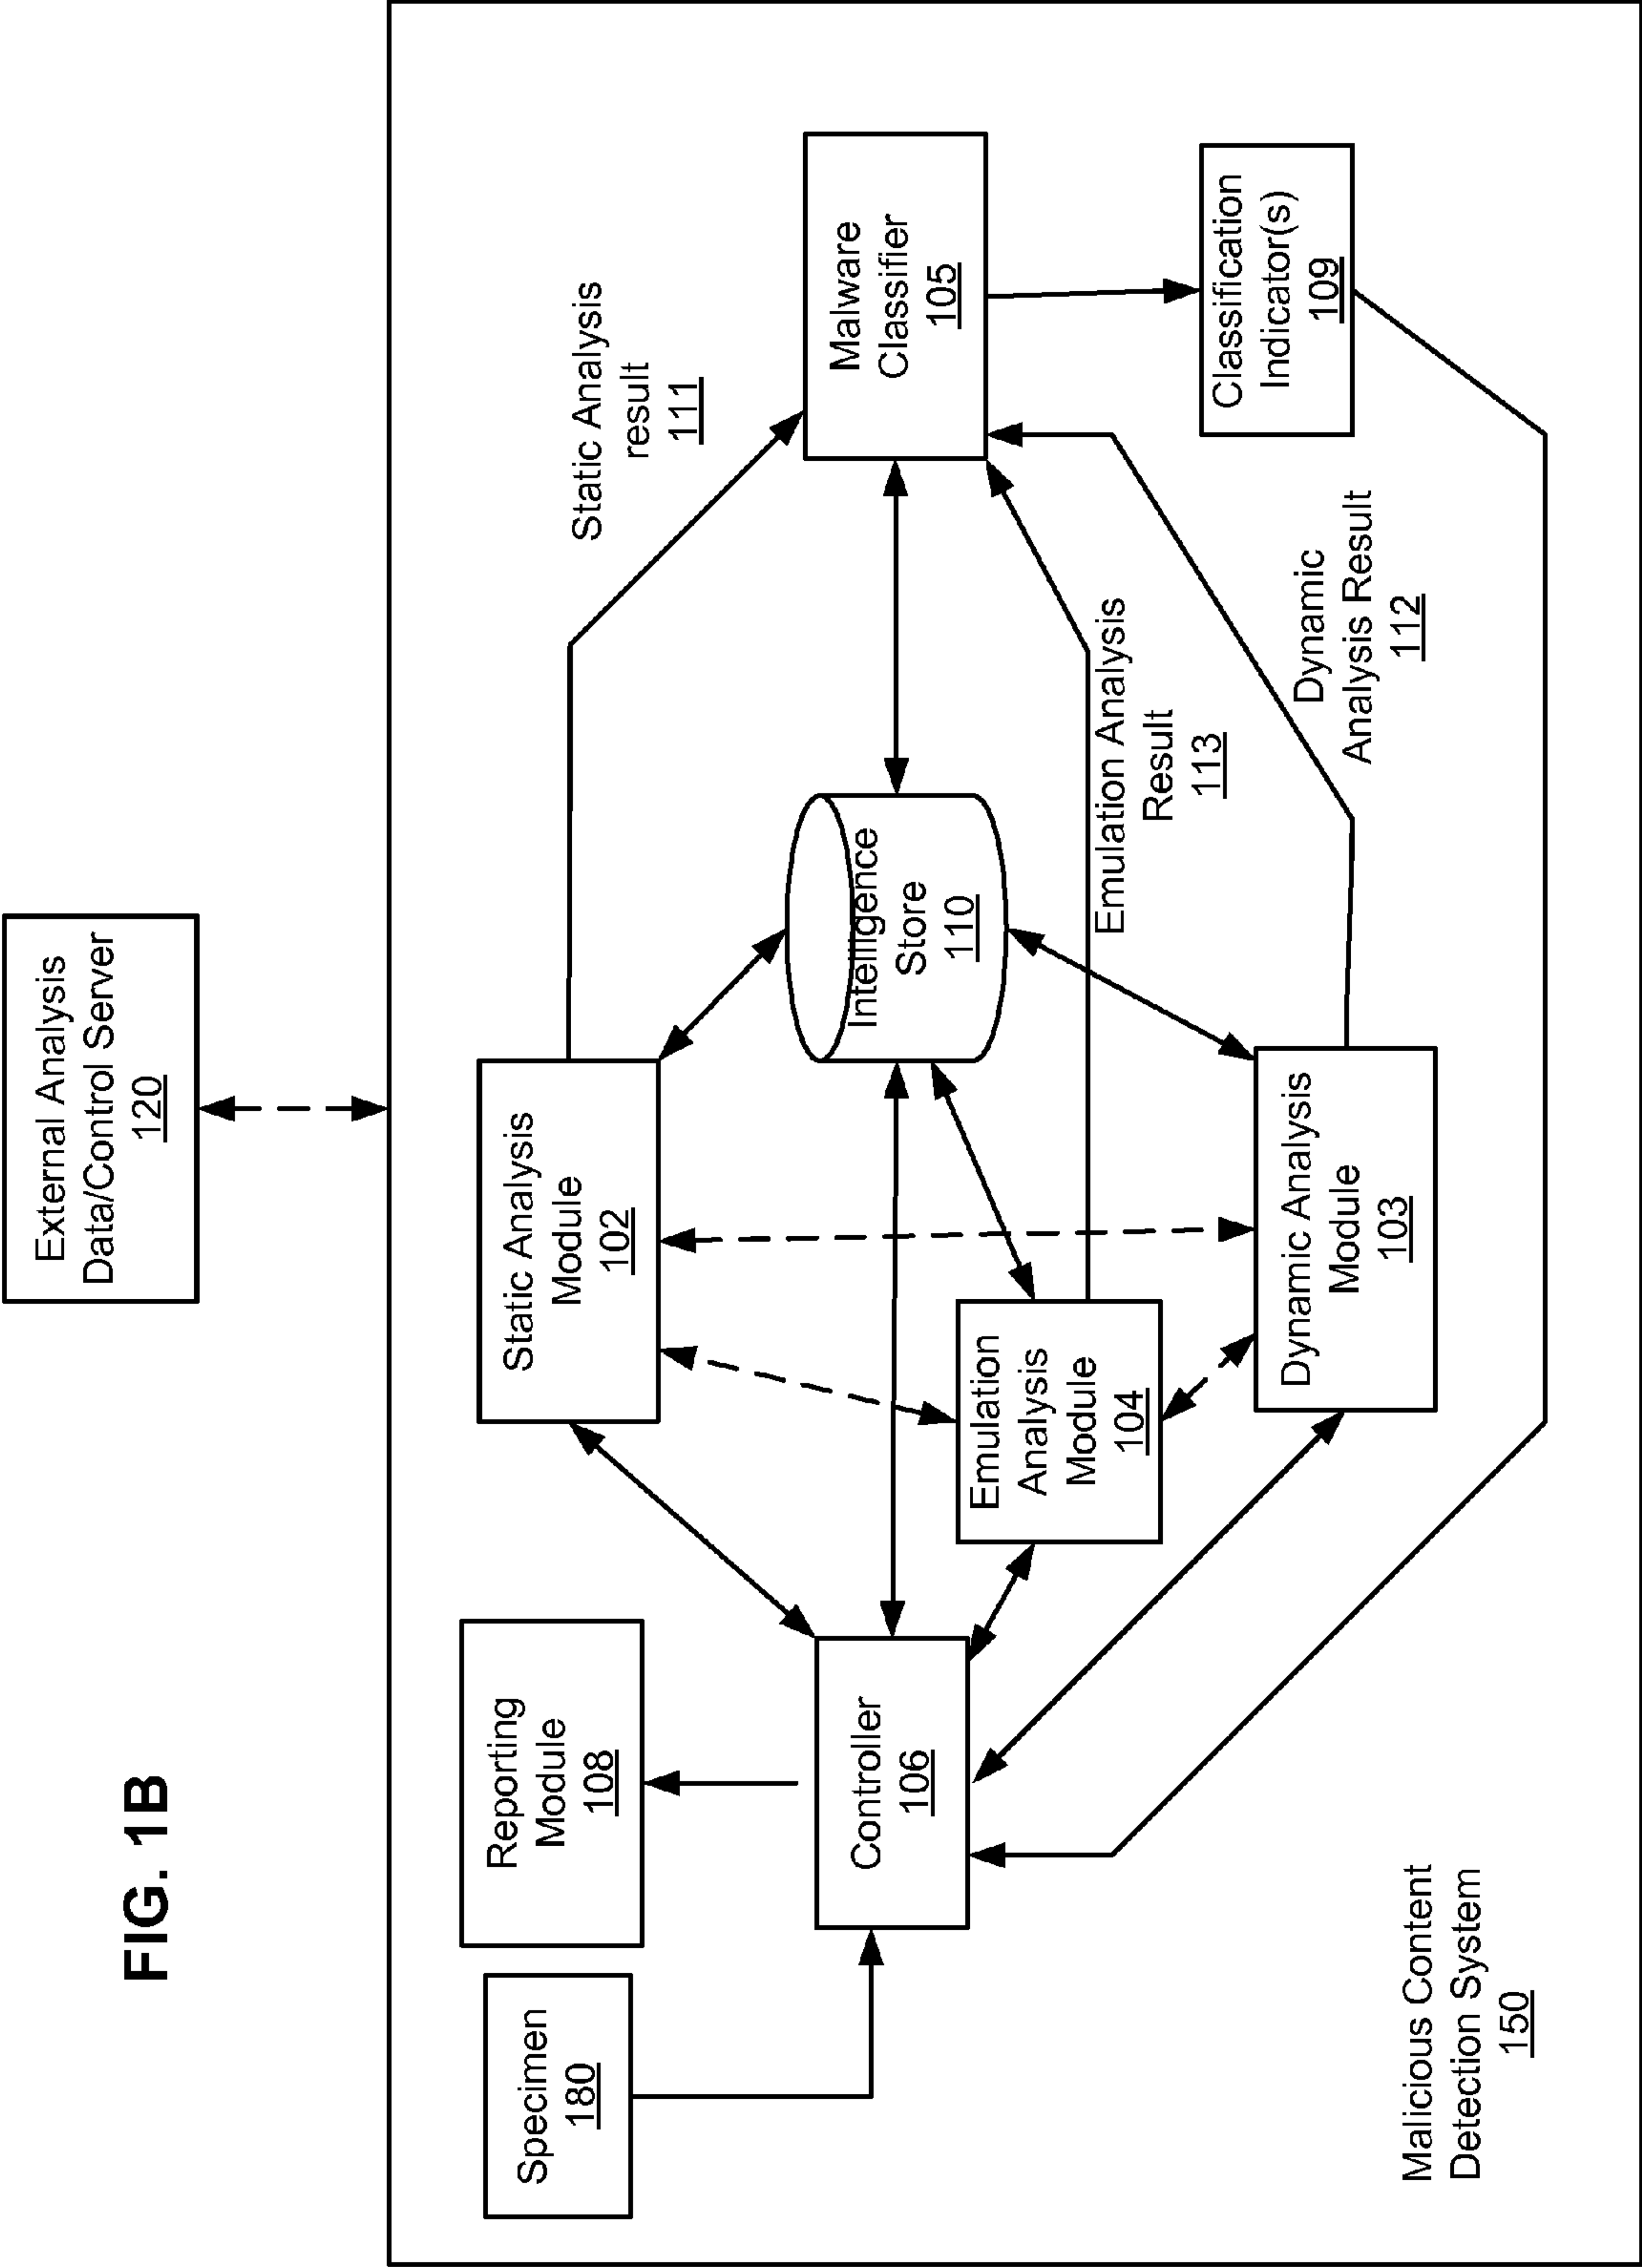 External Analysis
Data/Control Server
120
Static Analysis
Module
102
Static Analysis
result
111
Reporting
Module
108
Specimen
180
Controller
106
Intelligence
Store
110
Malware
Classifier
105
Emulation
Analysis
Module
104
Emulation Analysis
Result
113
Dynamic Analysis
Module
103
Dynamic
Analysis Result
112
Classification
Indicator(s)
109
Malicious Content
Detection System
150
FIG. 1B